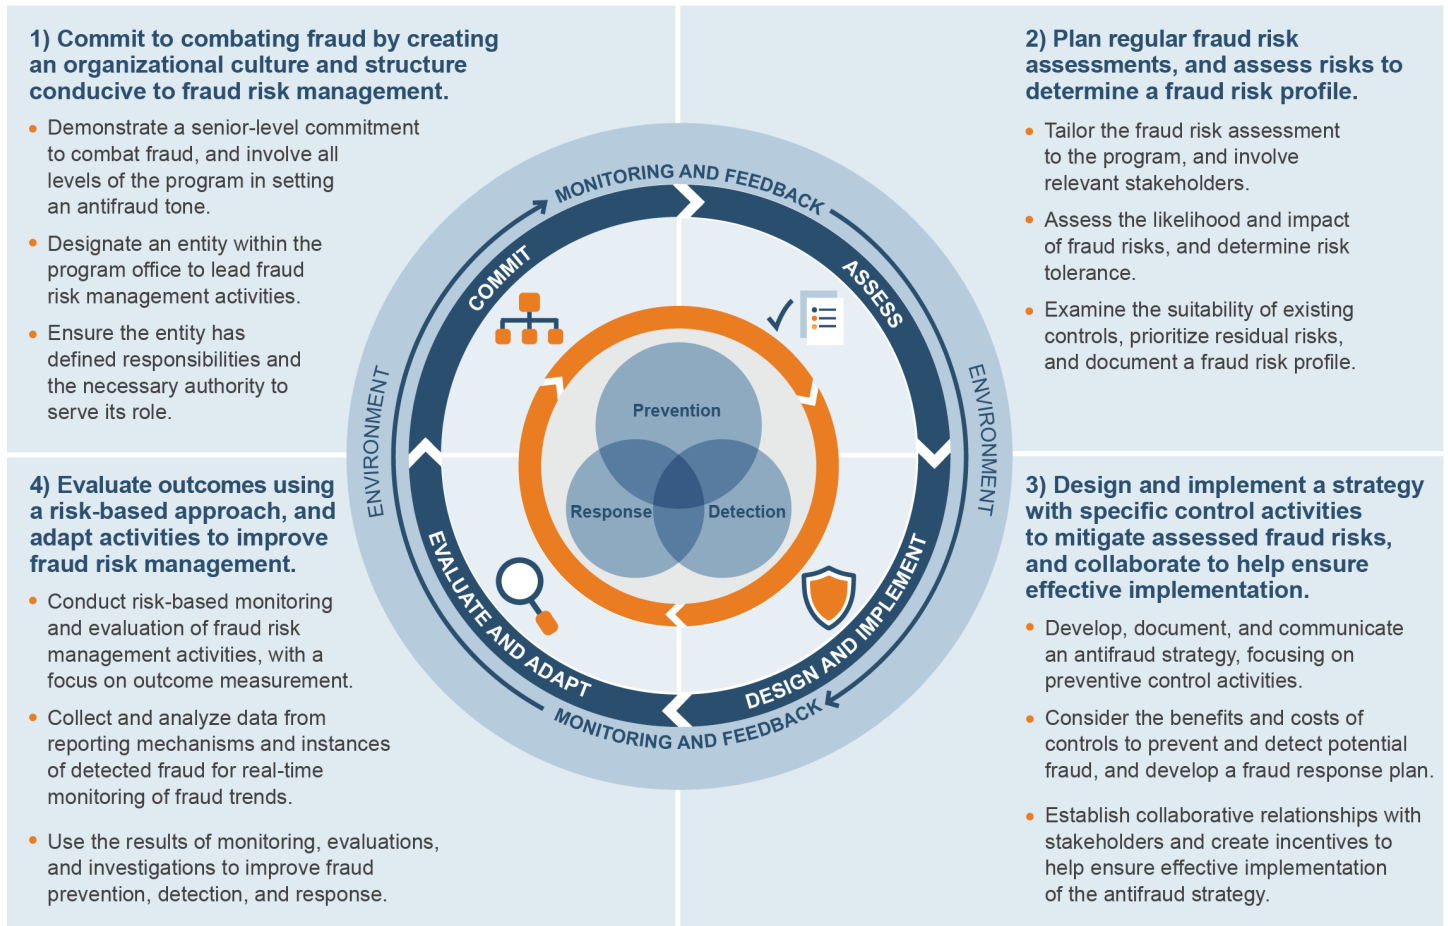 1) Commit to combating fraud by creating
an organizational culture and structure
conducive to fraud risk management.
Demonstrate a senior-level commitment
to combat fraud, and involve all
levels of the program in setting
an antifraud tone.
Designate an entity within the
program office to lead fraud
risk management activities.
Ensure the entity has
defined responsibilities and
the necessary authority to
serve its role.
2) Plan regular fraud risk
assessments, and assess risks to
determine a fraud risk profile.
Tailor the fraud risk assessment
to the program, and involve
relevant stakeholders.
Assess the likelihood and impact
of fraud risks, and determine risk
tolerance.
Examine the suitability of existing
controls, prioritize residual risks,
and document a fraud risk profile.
MONITORING AND FEEDBACK
COMMIT
ASSESS
ENVIRONMENT
ENVIRONMENT
Prevention
Response
Detection
EVALUATE AND ADAPT
DESIGN AND IMPLEMENT
MONITORING AND FEEDBACK
4) Evaluate outcomes using
a risk-based approach, and
adapt activities to improve
fraud risk management.
Conduct risk-based monitoring
and evaluation of fraud risk
management activities, with a
focus on outcome measurement.
Collect and analyze data from
reporting mechanisms and instances
of detected fraud for real-time
monitoring of fraud trends.
Use the results of monitoring, evaluations,
and investigations to improve fraud
prevention, detection, and response.
3) Design and implement a strategy
with specific control activities
to mitigate assessed fraud risks,
and collaborate to help ensure
effective implementation.
Develop, document, and communicate
an antifraud strategy, focusing on
preventive control activities.
Consider the benefits and costs of
controls to prevent and detect potential
fraud, and develop a fraud response plan.
Establish collaborative relationships with
stakeholders and create incentives to
help ensure effective implementation
of the antifraud strategy.